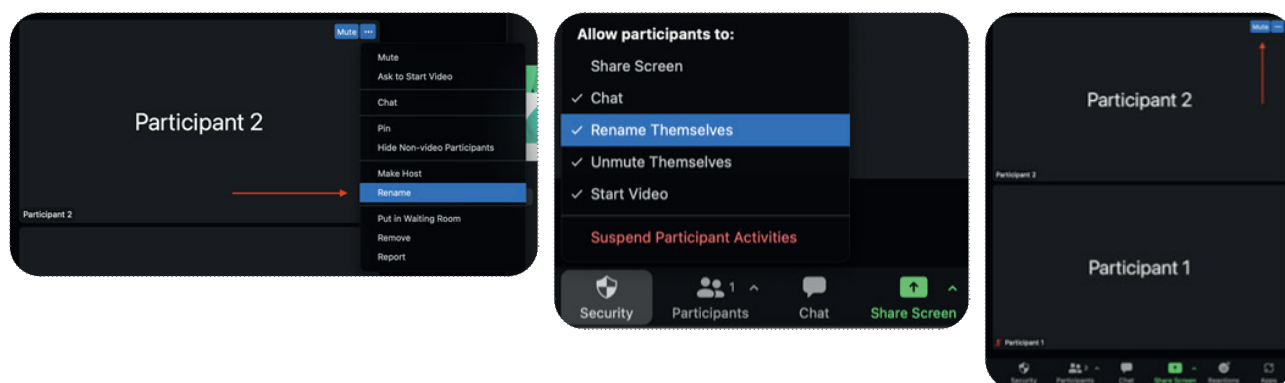 Mute ...
Mute
Ask to Start Video
Chat
Pin
Hide Non-video Participants
Make Host
Rename
Put in Waiting Room
Remove
Report
Participant 2
Participant 2
Allow participants to:
Share Screen
Chat
Rename Themselves
Unmute Themselves
Start Video
Suspend Participant Activities
Security
Participants
1
Chat
Share Screen
Mute ...
Participant 2
Participant 2
Participant 1
Participant 1
Security
Participants
Chat
Share Screen
Reactions
Apps